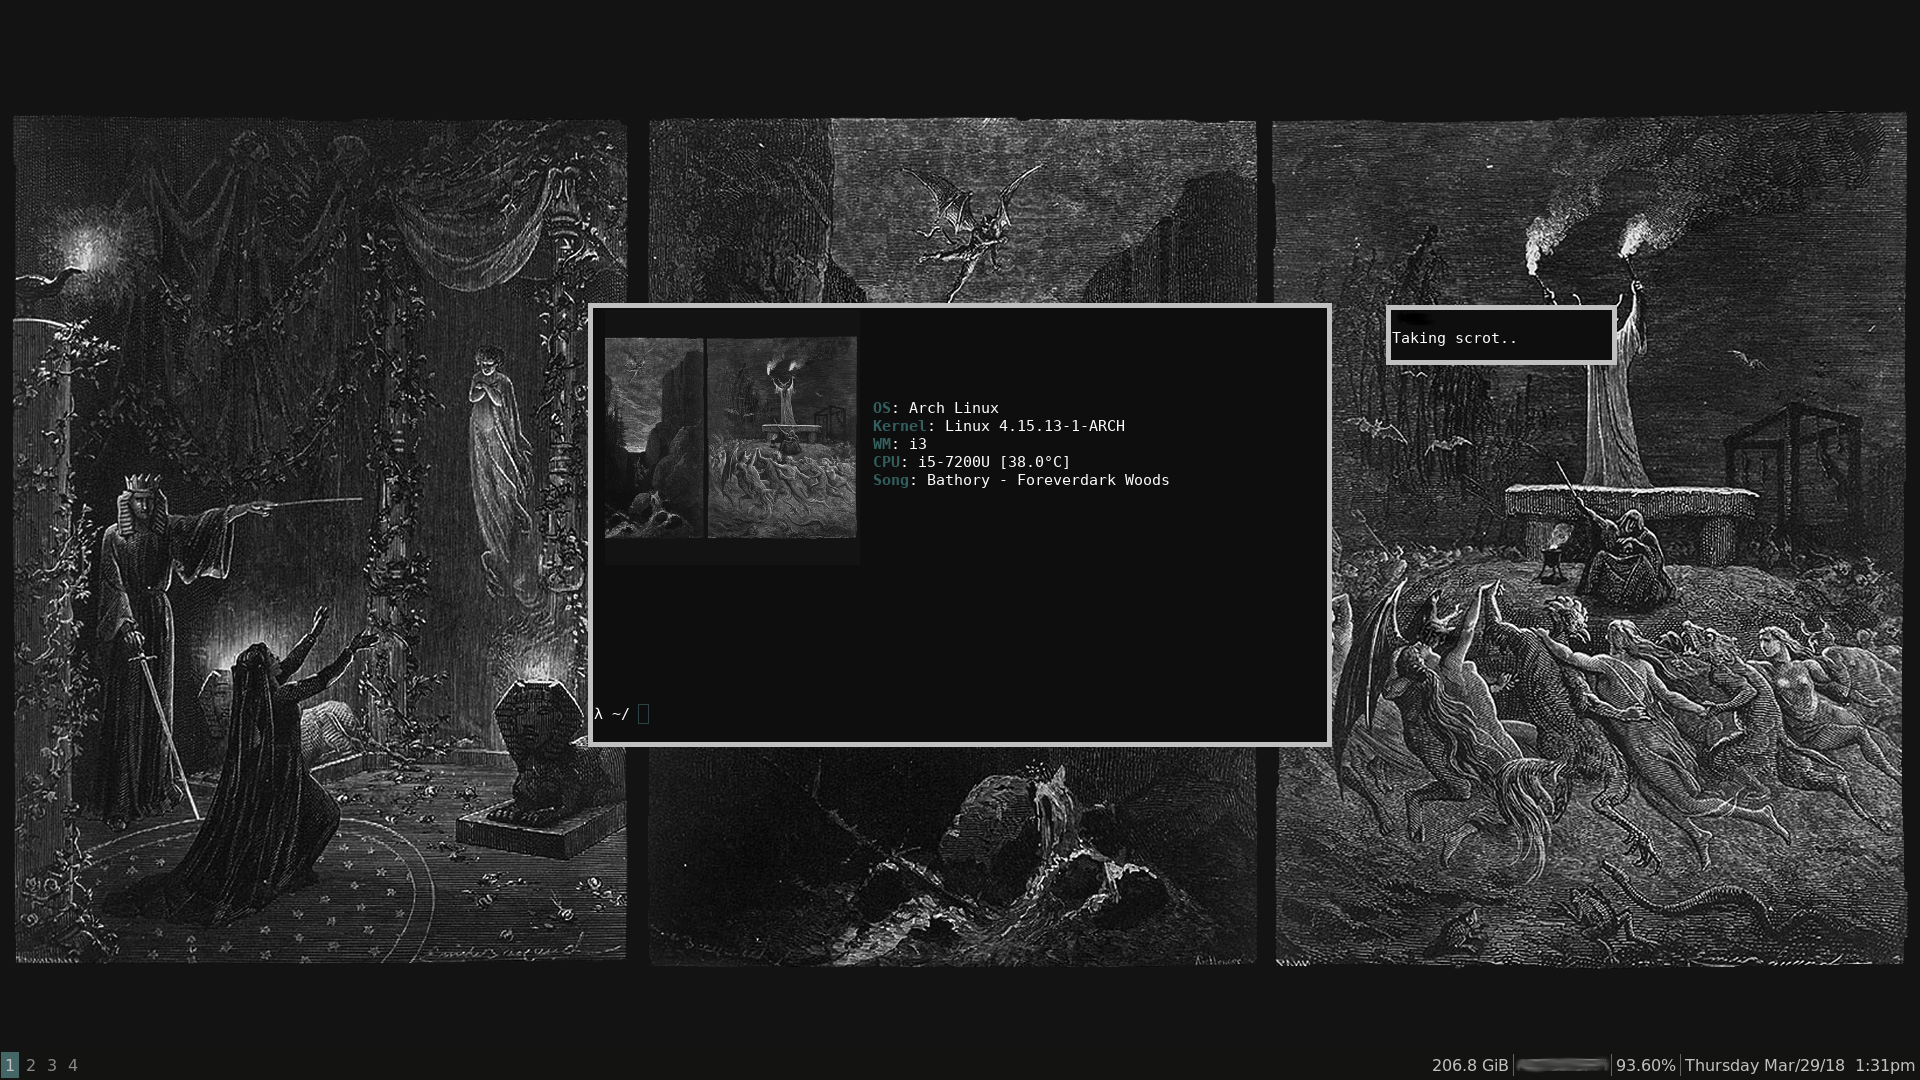 OS: Arch Linux
Kernel: Linux 4.15.13-1-ARCH
WM: i3
CPU: i5-7200U [38.0°C]
Song: Bathory - Foreverdark Woods
λ ~/
Taking scrot..
1 2 3 4
206.8 GiB
93.60%
Thursday Mar/29/18 1:31pm